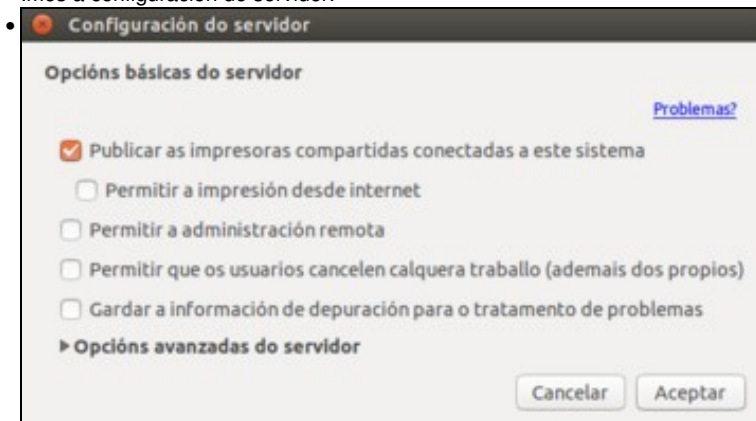 Configuración do servidor
Opcións básicas do servidor
Problemas?
Publicar as impresoras compartidas conectadas a este sistema
Permitir a impresión desde internet
Permitir a administración remota
Permitir que os usuarios cancelen calquera traballo (ademais dos propios)
Gardar a información de depuración para o tratamento de problemas
Opcións avanzadas do servidor
Cancelar Aceptar